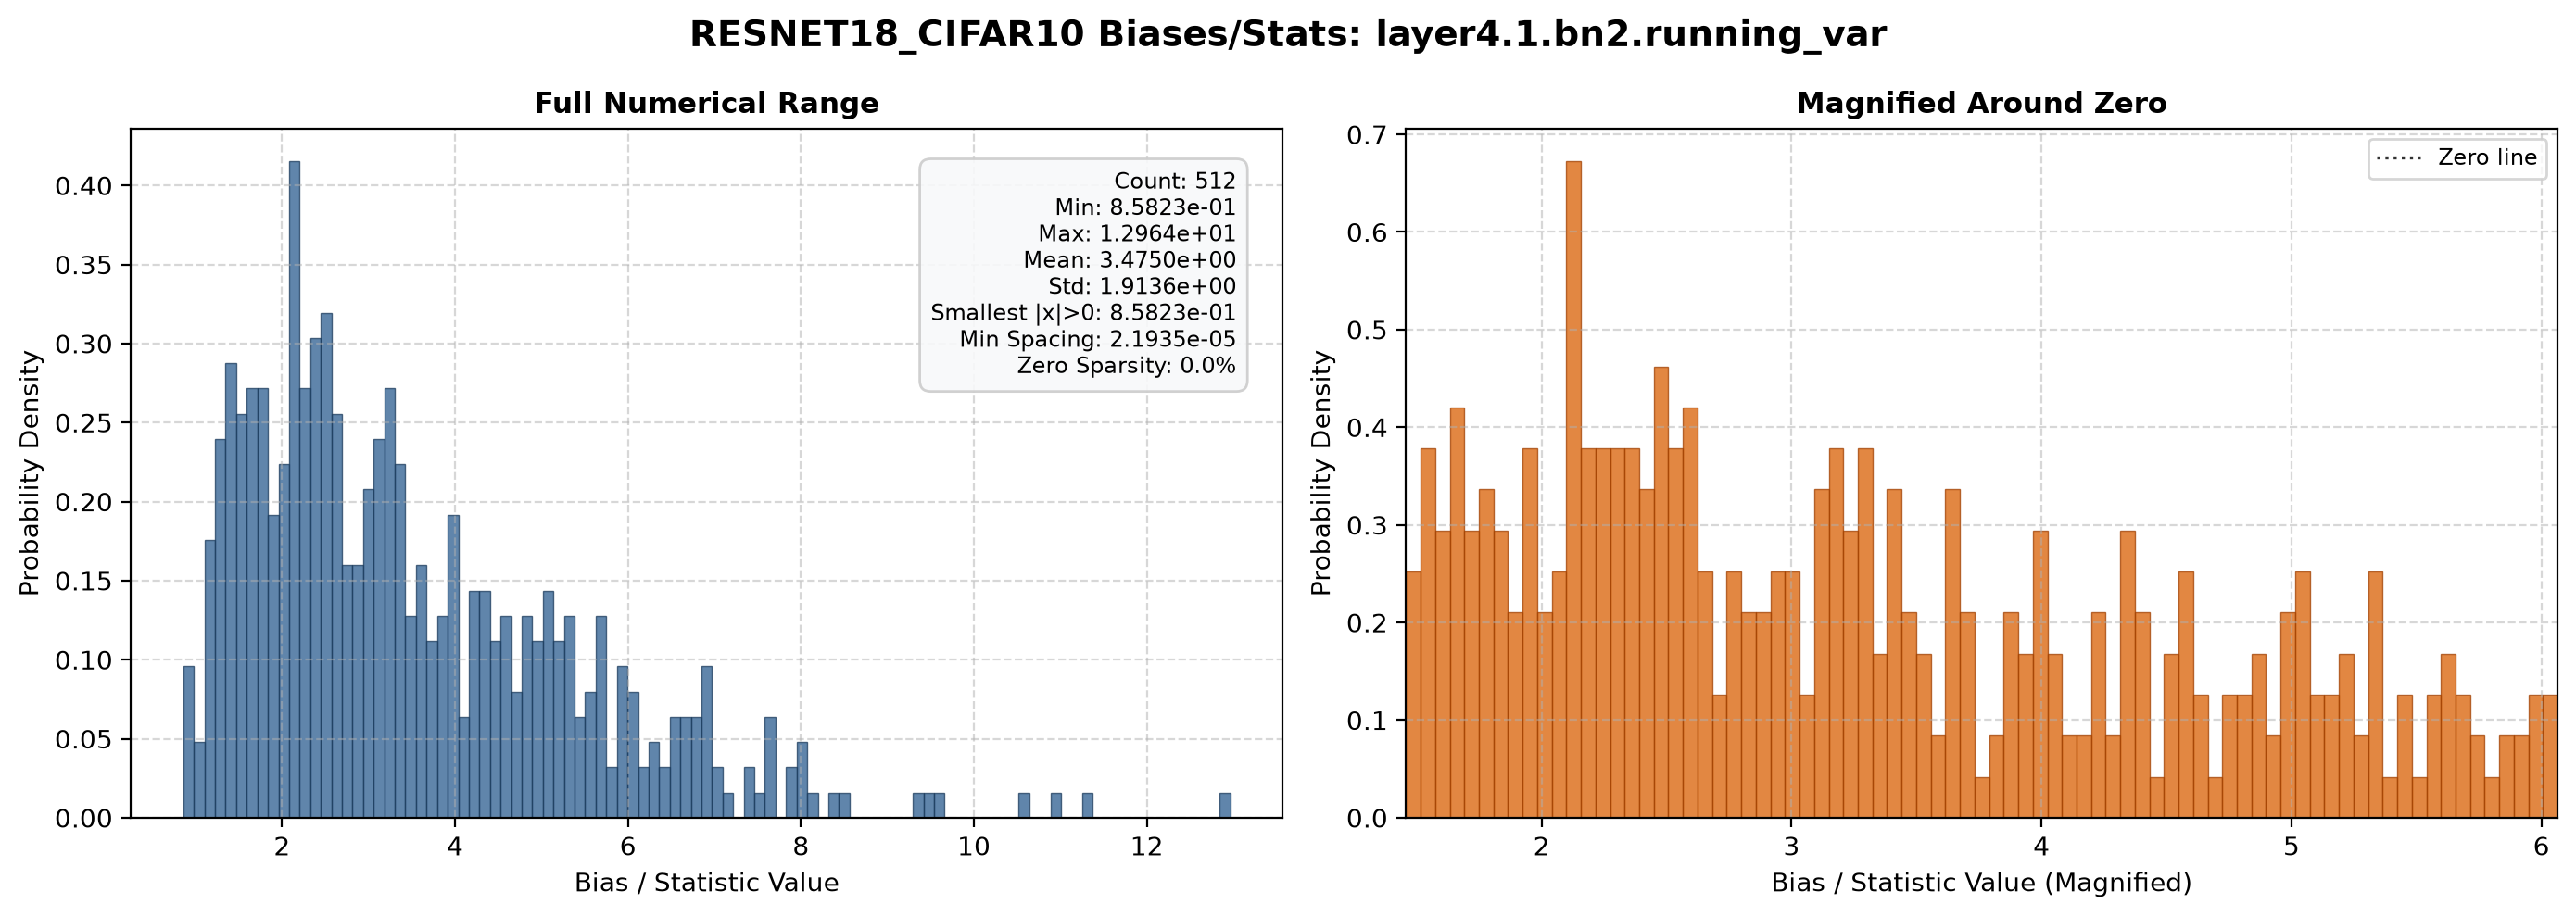 RESNET18_CIFAR10 Biases/Stats: layer4.1.bn2.running_var
Full Numerical Range
Probability Density
0.40
0.35
0.30
0.25
0.20
0.15
0.10
0.05
0.00
Count: 512
Min: 8.5823e-01
Max: 1.2964e+01
Mean: 3.4750e+00
Std: 1.9136e+00
Smallest |x|>0: 8.5823e-01
Min Spacing: 2.1935e-05
Zero Sparsity: 0.0%
2 4 6 8 10 12
Bias / Statistic Value
Magnified Around Zero
Probability Density
0.7
0.6
0.5
0.4
0.3
0.2
0.1
0.0
Zero line
2 3 4 5 6
Bias / Statistic Value (Magnified)